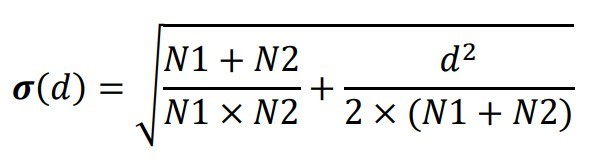 σ(d) = √((N1 + N2)/(N1 × N2) + d²/(2 × (N1 + N2)))